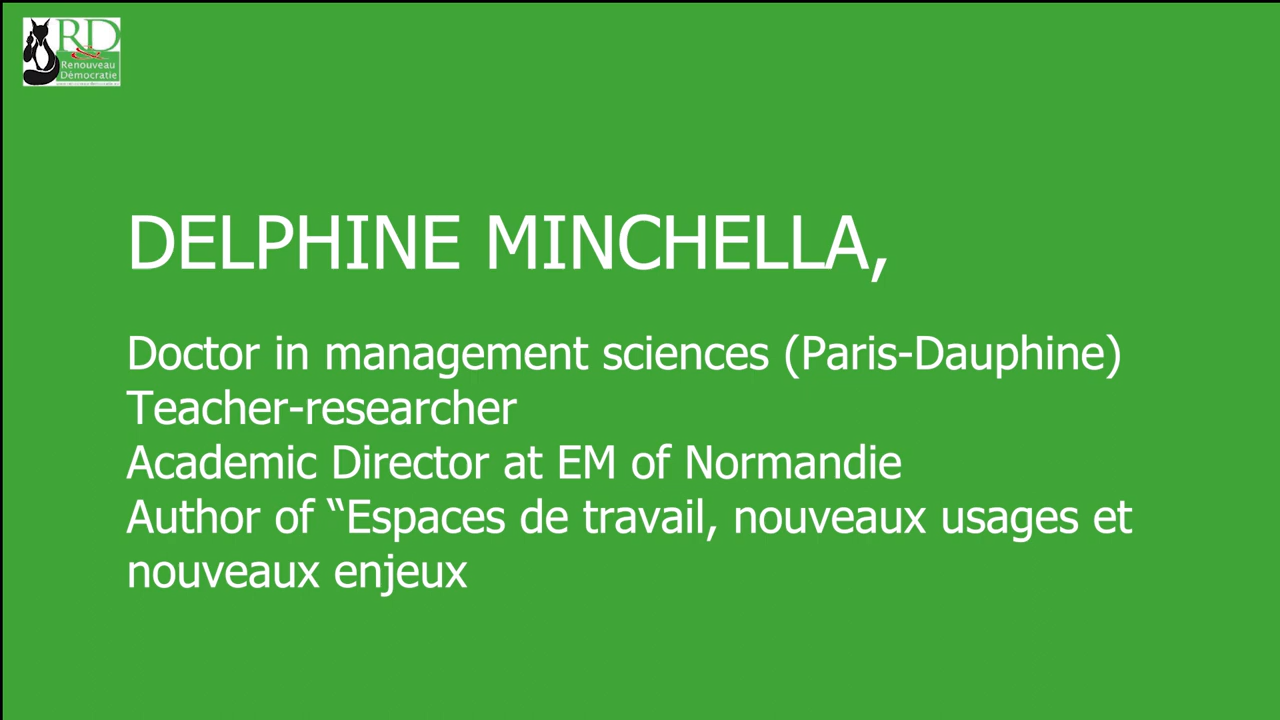 RD
Renouveau
Démocratie
DELPHINE MINCHELLA,
Doctor in management sciences (Paris-Dauphine)
Teacher-researcher
Academic Director at EM of Normandie
Author of “Espaces de travail, nouveaux usages et
nouveaux enjeux